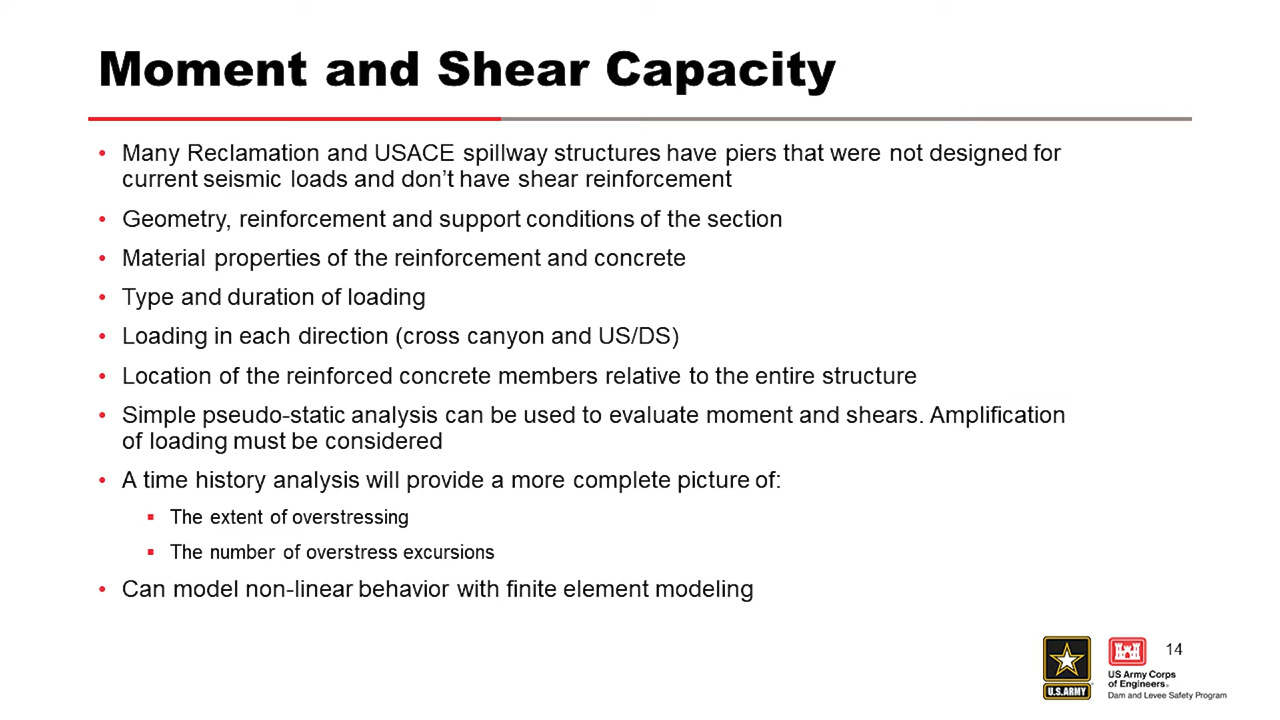 Moment and Shear Capacity
• Many Reclamation and USACE spillway structures have piers that were not designed for
current seismic loads and don’t have shear reinforcement
• Geometry, reinforcement and support conditions of the section
• Material properties of the reinforcement and concrete
• Type and duration of loading
• Loading in each direction (cross canyon and US/DS)
• Location of the reinforced concrete members relative to the entire structure
• Simple pseudo-static analysis can be used to evaluate moment and shears. Amplification
of loading must be considered
• A time history analysis will provide a more complete picture of:
▪ The extent of overstressing
▪ The number of overstress excursions
• Can model non-linear behavior with finite element modeling
14
U.S.ARMY
US Army Corps
of Engineers®
Dam and Levee Safety Program